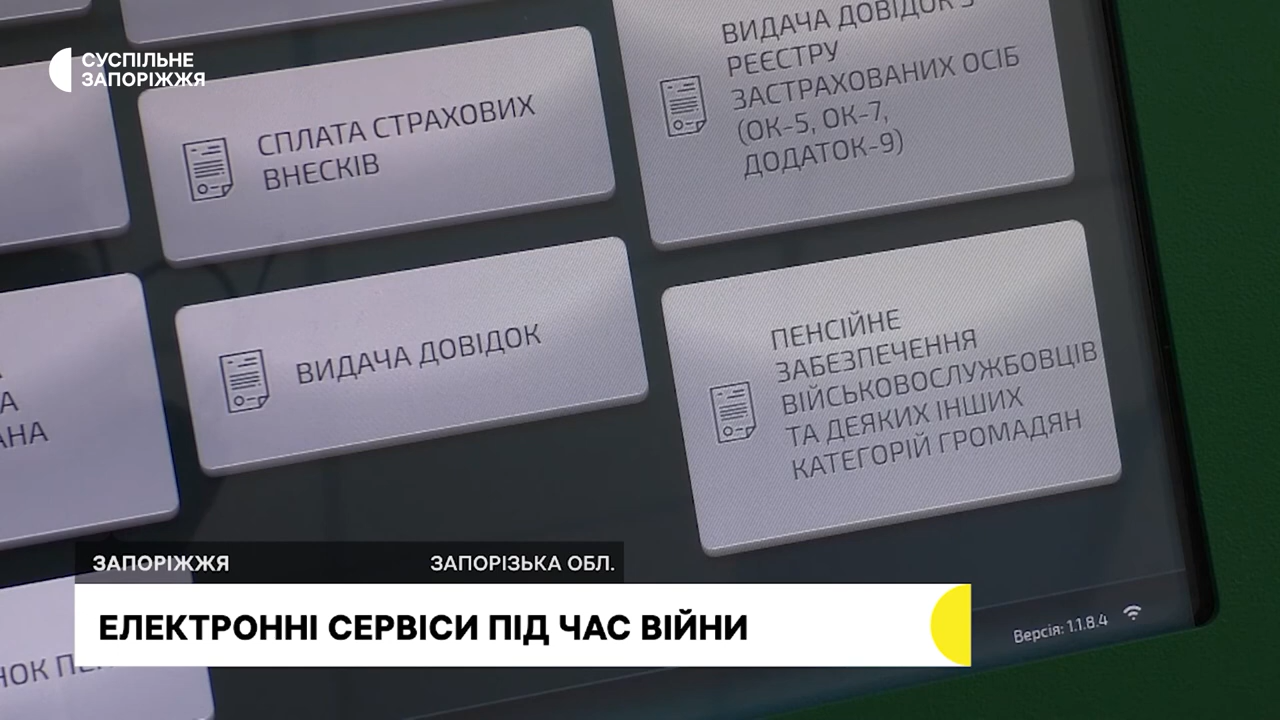 СУСПІЛЬНЕ
ЗАПОРІЖЖЯ
СПЛАТА СТРАХОВИХ
ВНЕСКІВ
ВИДАЧА ДОВІДОК З
РЕЄСТРУ
ЗАСТРАХОВАНИХ ОСІБ
(ОК-5, ОК-7,
ДОДАТОК-9)
ВИДАЧА ДОВІДОК
ПЕНСІЙНЕ
ЗАБЕЗПЕЧЕННЯ
ВІЙСЬКОВОСЛУЖБОВЦІВ
ТА ДЕЯКИХ ІНШИХ
КАТЕГОРІЙ ГРОМАДЯН
ЗАПОРІЖЖЯ
ЗАПОРІЗЬКА ОБЛ.
ЕЛЕКТРОННІ СЕРВІСИ ПІД ЧАС ВІЙНИ
Версія: 1.1.8.4